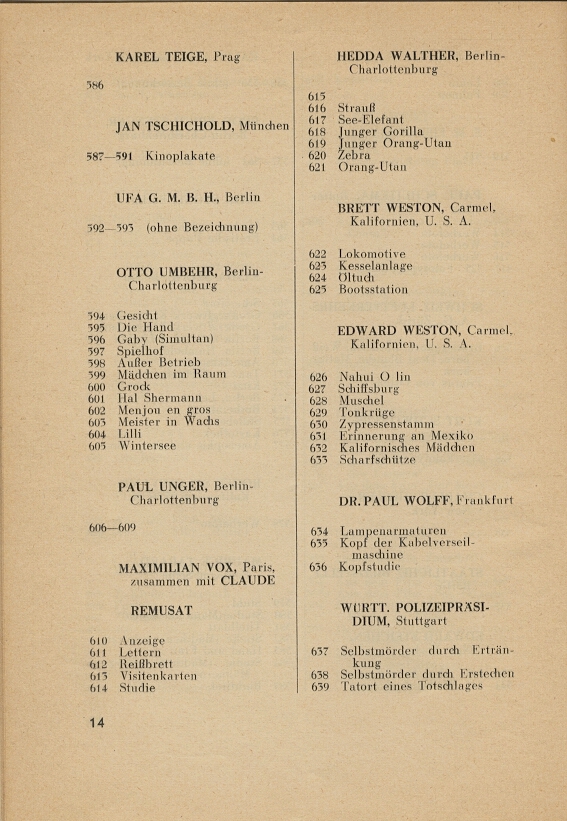 KAREL TEIGE, Prag
586
JAN TSCHICHOLD, München
587—591 Kinoplakate
UFA G. M. B. H., Berlin
592—593 (ohne Bezeichnung)
OTTO UMBEHR, Berlin-
Charlottenburg
594 Gesicht
595 Die Hand
596 Gaby (Simultan)
597 Spielhof
598 Außer Betrieb
599 Mädchen im Raum
600 Grock
601 Hal Shermann
602 Menjou en gros
603 Meister in Wachs
604 Lilli
605 Wintersee
PAUL UNGER, Berlin-
Charlottenburg
606—609
MAXIMILIAN VOX, Paris,
zusammen mit CLAUDE
REMUSAT
610 Anzeige
611 Lettern
612 Reißbrett
613 Visitenkarten
614 Studie
14
HEDDA WALTHER, Berlin-
Charlottenburg
615
616 Strauß
617 See-Elefant
618 Junger Gorilla
619 Junger Orang-Utan
620 Zebra
621 Orang-Utan
BRETT WESTON, Carmel,
Kalifornien, U. S. A.
622 Lokomotive
623 Kesselanlage
624 Öltuch
625 Bootsstation
EDWARD WESTON, Carmel,
Kalifornien, U. S. A.
626 Nahui O lin
627 Schiffsburg
628 Muschel
629 Tonkrüge
630 Zypressenstamm
631 Erinnerung an Mexiko
632 Kalifornisches Mädchen
633 Scharfschütze
DR. PAUL WOLFF, Frankfurt
634 Lampenarmaturen
635 Kopf der Kabelverseil-
maschine
636 Kopfstudie
WÜRTT. POLIZEIPRÄSI-
DIUM, Stuttgart
637 Selbstmörder durch Erträn-
kung
638 Selbstmörder durch Erstechen
639 Tatort eines Totschlages